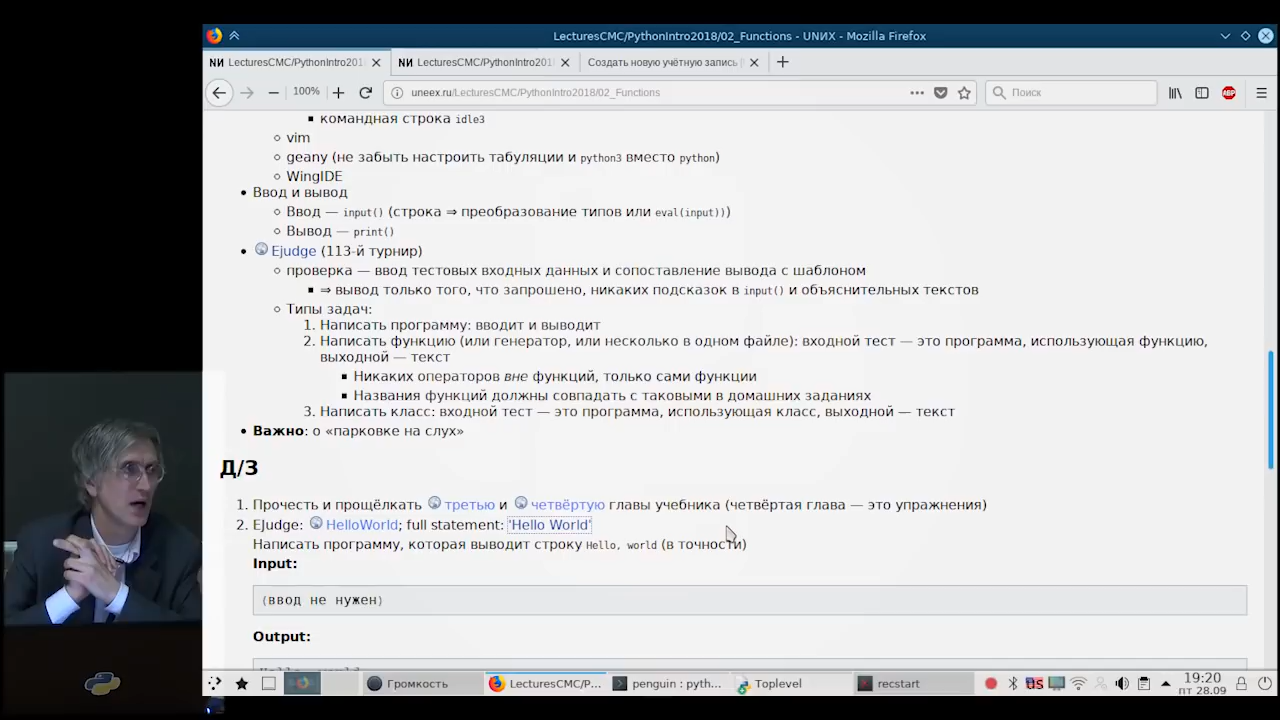 LecturesCMC/PythonIntro2018/02_Functions - UNИX - Mozilla Firefox
NИ LecturesCMC/PythonIntro201
NИ LecturesCMC/PythonIntro201
Создать новую учётную запись
100%
uneex.ru/LecturesCMC/PythonIntro2018/02_Functions
Поиск
ABP
командная строка idle3
vim
geany (не забыть настроить табуляции и python3 вместо python)
WingIDE
Ввод и вывод
Ввод — input() (строка ⇒ преобразование типов или eval(input))
Вывод — print()
Ejudge (113-й турнир)
проверка — ввод тестовых входных данных и сопоставление вывода с шаблоном
⇒ вывод только того, что запрошено, никаких подсказок в input() и объяснительных текстов
Типы задач:
1. Написать программу: вводит и выводит
2. Написать функцию (или генератор, или несколько в одном файле): входной тест — это программа, использующая функцию,
выходной — текст
Никаких операторов вне функций, только сами функции
Названия функций должны совпадать с таковыми в домашних заданиях
3. Написать класс: входной тест — это программа, использующая класс, выходной — текст
Важно: о «парковке на слух»
Д/З
1. Прочесть и прощёлкать третью и четвёртую главы учебника (четвёртая глава — это упражнения)
2. EJudge: HelloWorld; full statement: 'Hello World'
Написать программу, которая выводит строку Hello, world (в точности)
Input:
(ввод не нужен)
Output:
Громкость
LecturesCMC/P...
penguin : pyth...
Toplevel
recstart
us
19:20
пт 28.09